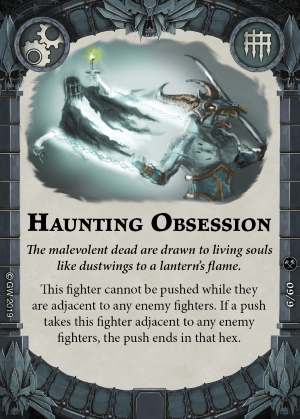 HAUNTING OBSESSION
The malevolent dead are drawn to living souls
like dustwings to a lantern's flame.
This fighter cannot be pushed while they
are adjacent to any enemy fighters. If a push
takes this fighter adjacent to any enemy
fighters, the push ends in that hex.
© GW 2019
6/60